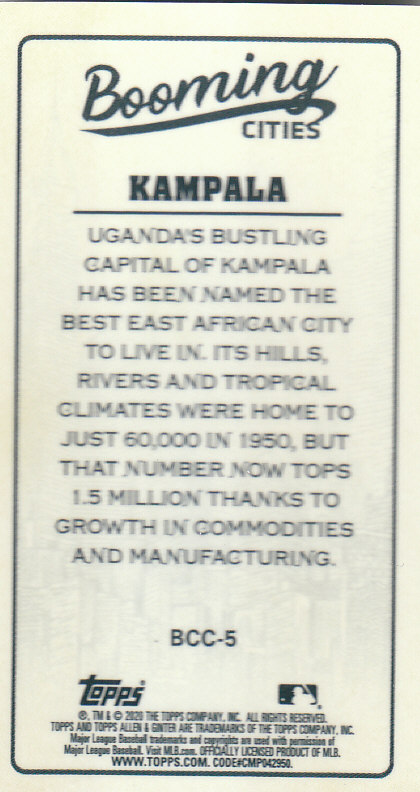 Booming
CITIES
KAMPALA
UGANDA'S BUSTLING
CAPITAL OF KAMPALA
HAS BEEN NAMED THE
BEST EAST AFRICAN CITY
TO LIVE IN. ITS HILLS,
RIVERS AND TROPICAL
CLIMATES WERE HOME TO
JUST 60,000 IN 1950, BUT
THAT NUMBER NOW TOPS
1.5 MILLION THANKS TO
GROWTH IN COMMODITIES
AND MANUFACTURING.
BCC-5
topps®
®, TM & © 2020 THE TOPPS COMPANY, INC. ALL RIGHTS RESERVED.
TOPPS AND TOPPS ALLEN & GINTER ARE TRADEMARKS OF THE TOPPS COMPANY, INC.
Major League Baseball trademarks and copyrights are used with permission of
Major League Baseball. Visit MLB.com. OFFICIALLY LICENSED PRODUCT OF MLB.
WWW.TOPPS.COM. CODE#CMP042950.